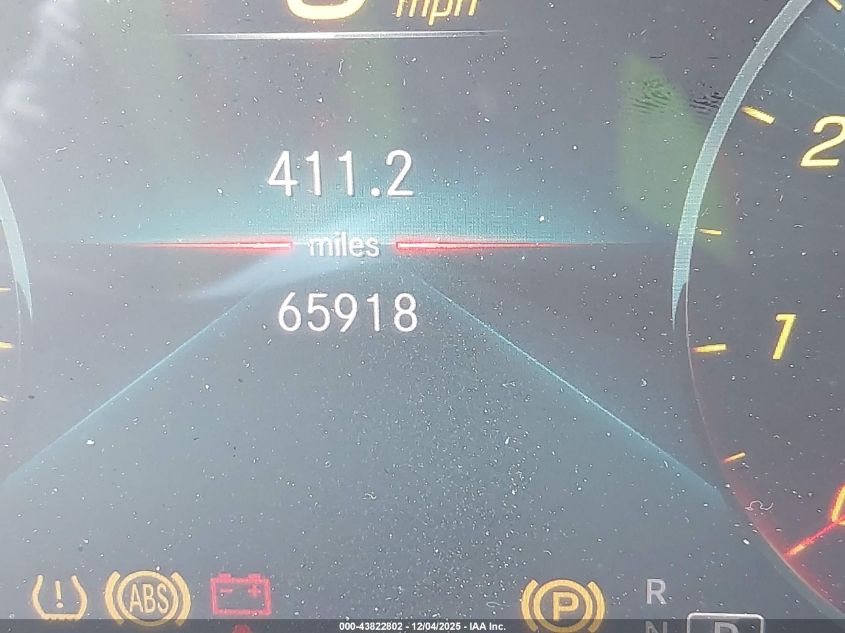 mph
411.2
miles
65918
2
1
ABS
P
R
N
P
000-43822802 - 12/04/2025 - IAA Inc.